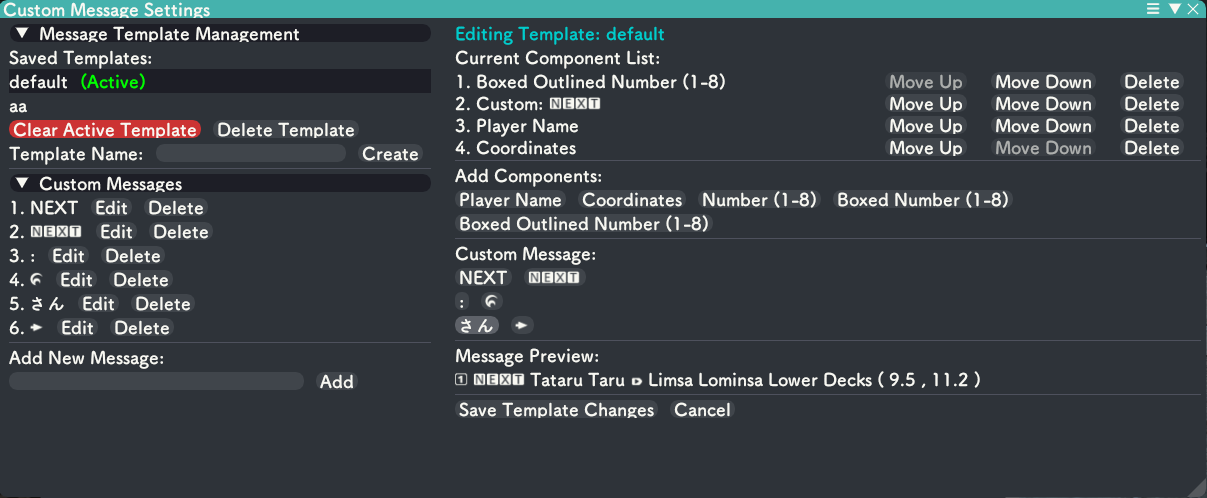 Custom Message Settings
Message Template Management
Saved Templates:
default (Active)
aa
Clear Active Template Delete Template
Template Name: Create
Custom Messages
1. NEXT Edit Delete
2. NEXT Edit Delete
3. : Edit Delete
4. Edit Delete
5. さん Edit Delete
6. Edit Delete
Add New Message:
Add
Editing Template: default
Current Component List:
1. Boxed Outlined Number (1-8) Move Up Move Down Delete
2. Custom: NEXT Move Up Move Down Delete
3. Player Name Move Up Move Down Delete
4. Coordinates Move Up Move Down Delete
Add Components:
Player Name Coordinates Number (1-8) Boxed Number (1-8)
Boxed Outlined Number (1-8)
Custom Message:
NEXT NEXT
:
さん
Message Preview:
1 NEXT Tataru Taru Limsa Lominsa Lower Decks ( 9.5 , 11.2 )
Save Template Changes Cancel